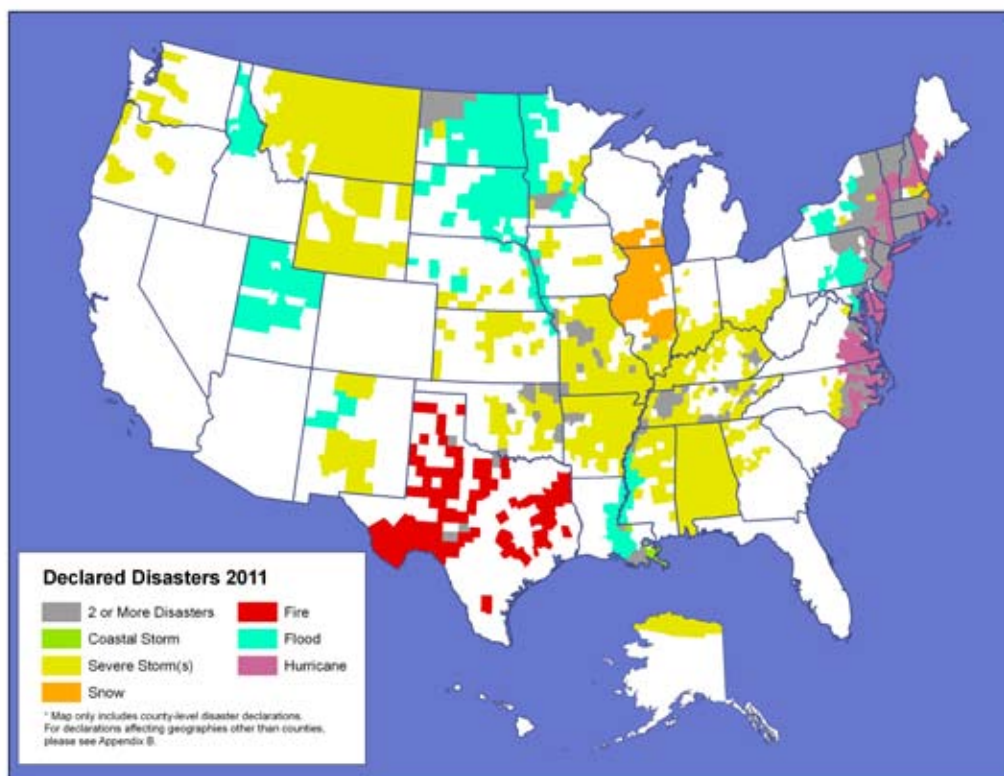 Declared Disasters 2011
2 or More Disasters
Coastal Storm
Severe Storm(s)
Snow
Fire
Flood
Hurricane
* Map only includes county-level disaster declarations.
For declarations affecting geographies other than counties,
please see Appendix B.